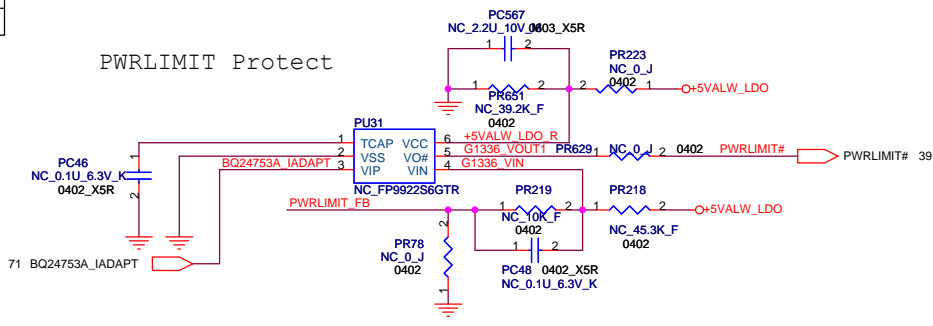 PWRLIMIT Protect
PC567
NC_2.2U_10V_M
0603_X5R
1 2
PR223
NC_0_J
0402
2 1
+5VALW_LDO
1 2
PR651
NC_39.2K_F
0402
PU31
1 TCAP VCC 6 +5VALW_LDO_R
2 VSS VO# 5 G1336_VOUT1
3 VIP VIN 4 G1336_VIN
NC_FP9922S6GTR
BQ24753A_IADAPT
PC46
NC_0.1U_6.3V_K
0402_X5R
1
2
PR629 1 NC_0_J 2 0402 PWRLIMIT#
PWRLIMIT# 39
PWRLIMIT_FB
PR219
1 2
NC_10K_F
0402
PR218
1 2
NC_45.3K_F
0402
+5VALW_LDO
PR78
NC_0_J
0402
2
1
1 2
PC48 0402_X5R
NC_0.1U_6.3V_K
71 BQ24753A_IADAPT